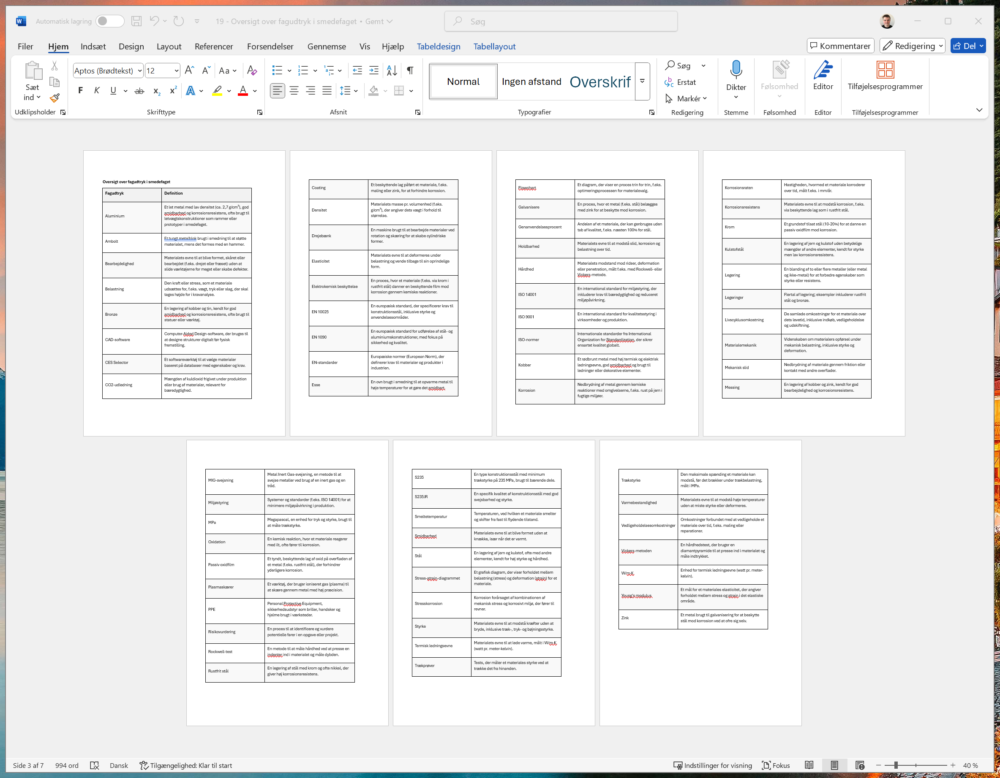 Automatisk lagring
19 - Oversigt over fagudtryk i smedefaget • Gemt
Søg
Filer Hjem Indsæt Design Layout Referencer Forsendelser Gennemse Vis Hjælp Tabeldesign Tabellayout
Kommentarer Redigering Del
Sæt ind
Udklipsholder
Aptos (Brødtekst) 12
Skrifttype
Afsnit
Normal Ingen afstand Overskrif
Typografier
Søg
Erstat
Markér
Redigering
Dikter
Stemme
Følsomhed
Følsomhed
Editor
Editor
Tilføjelsesprogrammer
Tilføjelsesprogrammer
Oversigt over fagudtryk i smedefaget
Fagudtryk Definition
Aluminium
Et let metal med lav densitet (ca. 2,7 g/cm³), god
smidbarhed og korrosionsresistens, ofte brugt til
letvægtskonstruktioner som rammer eller
prototyper i smedefaget.
Ambolt
Et tungt metalblok brugt i smedning til at støtte
materialet, mens det formes med en hammer.
Bearbejdelighed
Materialets evne til at blive formet, skåret eller
bearbejdet (f.eks. drejet eller fræset) uden at
slide værktøjerne for meget eller skabe defekter.
Belastning
Den kraft eller stress, som et materiale
udsættes for, f.eks. vægt, tryk eller slag, der skal
tages højde for i kravanalyse.
Bronze
En legering af kobber og tin, kendt for god
smidbarhed og korrosionsresistens, ofte brugt til
statuer eller værktøj.
CAD-software
Computer-Aided Design-software, der bruges til
at designe strukturer digitalt før fysisk
fremstilling.
CES Selector
Et softwareværktøj til at vælge materialer
baseret på databaser med egenskaber og krav.
CO2-udledning
Mængden af kuldioxid frigivet under produktion
eller brug af materialer, relevant for
bæredygtighed.
Coating
Et beskyttende lag påført et materiale, f.eks.
maling eller zink, for at forhindre korrosion.
Densitet
Materialets masse pr. volumenhed (f.eks.
g/cm³), der angiver dets vægt i forhold til
størrelse.
Drejebænk
En maskine brugt til at bearbejde materialer ved
rotation og skæring for at skabe cylindriske
former.
Elasticitet
Materialets evne til at deformeres under
belastning og vende tilbage til sin oprindelige
form.
Elektrokemisk beskyttelse
En proces, hvor et materiale (f.eks. via krom i
rustfrit stål) danner en beskyttende film mod
korrosion gennem kemiske reaktioner.
EN 10025
En europæisk standard, der specificerer krav til
konstruktionsstål, inklusive styrke og
anvendelsesområder.
EN 1090
En europæisk standard for udførelse af stål- og
aluminiumskonstruktioner, med fokus på
sikkerhed og kvalitet.
EN-standarder
Europæiske normer (European Norm), der
definerer krav til materialer og produkter i
industrien.
Esse
En ovn brugt i smedning til at opvarme metal til
høje temperaturer for at gøre det smidbart.
Flowchart
Et diagram, der viser en proces trin for trin, f.eks.
optimeringsprocessen for materialevalg.
Galvanisere
En proces, hvor et metal (f.eks. stål) belægges
med zink for at beskytte mod korrosion.
Genanvendelsesprocent
Andelen af et materiale, der kan genbruges uden
tab af kvalitet, f.eks. næsten 100% for stål.
Holdbarhed
Materialets evne til at modstå slid, korrosion og
belastning over tid.
Hårdhed
Materialets modstand mod ridser, deformation
eller penetration, målt f.eks. med Rockwell- eller
Vickers-metode.
ISO 14001
En international standard for miljøstyring, der
inkluderer krav til bæredygtighed og reduceret
miljøpåvirkning.
ISO 9001
En international standard for kvalitetsstyring i
virksomheder og produktion.
ISO-normer
Internationale standarder fra International
Organization for Standardization, der sikrer
ensartet kvalitet globalt.
Kobber
Et rødbrunt metal med høj termisk og elektrisk
ledningsevne, god smidbarhed og brugt til
ledninger eller dekorative elementer.
Korrosion
Nedbrydning af metal gennem kemiske
reaktioner med omgivelserne, f.eks. rust på jern i
fugtige miljøer.
Korrosionsraten
Hastigheden, hvormed et materiale korroderer
over tid, målt f.eks. i mm/år.
Korrosionsresistens
Materialets evne til at modstå korrosion, f.eks.
via beskyttende lag som i rustfrit stål.
Krom
Et grundstof tilsat stål (10-20%) for at danne en
passiv oxidfilm mod korrosion.
Kulstofstål
En legering af jern og kulstof uden betydelige
mængder af andre elementer, kendt for styrke
men lav korrosionsresistens.
Legering
En blanding af to eller flere metaller (eller metal
og ikke-metal) for at forbedre egenskaber som
styrke eller resistens.
Legeringer
Flertal af legering; eksempler inkluderer rustfrit
stål og bronze.
Livscyklusomkostning
De samlede omkostninger for et materiale over
dets levetid, inklusive indkøb, vedligeholdelse
og udskiftning.
Materialemekanik
Videnskaben om materialers opførsel under
mekanisk belastning, inklusive styrke og
deformation.
Mekanisk slid
Nedbrydning af materiale gennem friktion eller
kontakt med andre overflader.
Messing
En legering af kobber og zink, kendt for god
bearbejdelighed og korrosionsresistens.
MIG-svejsning
Metal Inert Gas-svejsning, en metode til at
svejse metaller ved brug af en inert gas og en
tråd.
Miljøstyring
Systemer og standarder (f.eks. ISO 14001) for at
minimere miljøpåvirkning i produktion.
MPa
Megapascal, en enhed for tryk og styrke, brugt til
at måle trækstyrke.
Oxidation
En kemisk reaktion, hvor et materiale reagerer
med ilt, ofte fører til korrosion.
Passiv oxidfilm
Et tyndt, beskyttende lag af oxid på overfladen af
et metal (f.eks. rustfrit stål), der forhindrer
yderligere korrosion.
Plasmaskærer
Et værktøj, der bruger ioniseret gas (plasma) til
at skære gennem metal med høj præcision.
PPE
Personal Protective Equipment,
sikkerhedsudstyr som briller, handsker og
hjelme brugt i værksteder.
Risikovurdering
En proces til at identificere og vurdere
potentielle farer i en opgave eller projekt.
Rockwell-test
En metode til at måle hårdhed ved at presse en
indenter ind i materialet og måle dybden.
Rustfrit stål
En legering af stål med krom og ofte nikkel, der
giver høj korrosionsresistens.
S235
En type konstruktionsstål med minimum
trækstyrke på 235 MPa, brugt til bærende dele.
S235JR
En specifik kvalitet af konstruktionsstål med god
svejsbarhed og styrke.
Smeltetemperatur
Temperaturen, ved hvilken et materiale smelter
og skifter fra fast til flydende tilstand.
Smidbarhed
Materialets evne til at blive formet uden at
knække, især når det er varmt.
Stål
En legering af jern og kulstof, ofte med andre
elementer, kendt for høj styrke og hårdhed.
Stress-strain-diagrammet
Et grafisk diagram, der viser forholdet mellem
belastning (stress) og deformation (strain) for et
materiale.
Stresskorrosion
Korrosion forårsaget af kombinationen af
mekanisk stress og korrosivt miljø, der fører til
revner.
Styrke
Materialets evne til at modstå kræfter uden at
bryde, inklusive træk-, tryk- og bøjningsstyrke.
Termisk ledningsevne
Materialets evne til at lede varme, målt i W/m·K
(watt pr. meter-kelvin).
Trækprøver
Tests, der måler et materiales styrke ved at
trække det fra hinanden.
Trækstyrke
Den maksimale spænding et materiale kan
modstå, før det brækker under trækbelastning,
målt i MPa.
Varmebestandighed
Materialets evne til at modstå høje temperaturer
uden at miste styrke eller deformeres.
Vedligeholdelsesomkostninger
Omkostninger forbundet med at vedligeholde et
materiale over tid, f.eks. maling eller
reparationer.
Vickers-metoden
En hårdhedstest, der bruger en
diamantpyramide til at presse ind i materialet og
måle indtrykket.
W/m·K
Enhed for termisk ledningsevne (watt pr. meter-
kelvin).
Young's modulus
Et mål for et materiales elasticitet, der angiver
forholdet mellem stress og strain i det elastiske
område.
Zink
Et metal brugt til galvanisering for at beskytte
stål mod korrosion ved at ofre sig selv.
Side 3 af 7 994 ord Dansk Tilgængelighed: Klar til start
Indstillinger for visning Fokus 40 %